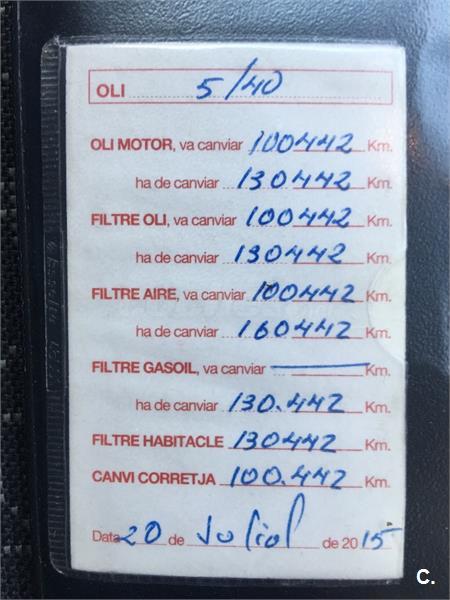 OLI 5/40
OLI MOTOR, va canviar 100442 Km.
ha de canviar 130442 Km.
FILTRE OLI, va canviar 100442 Km.
ha de canviar 130442 Km.
FILTRE AIRE, va canviar 100442 Km.
ha de canviar 160442 Km.
FILTRE GASOIL, va canviar — Km.
ha de canviar 130.442 Km.
FILTRE HABITACLE 130442 Km.
CANVI CORRETJA 100.442 Km.
Data 20 de Juliol de 2015
C.